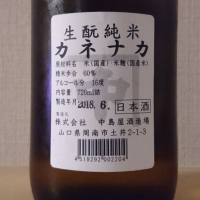 生酛純米
カネナカ
原材料名 米(国産) 米麹(国産米)
精米歩合 60%
アルコール分 16度
内容量 720ml詰
製造年月 2018.6 日本酒
製造者
株式会社 中島屋酒造場
山口県周南市土井2-1-3
4519292002204